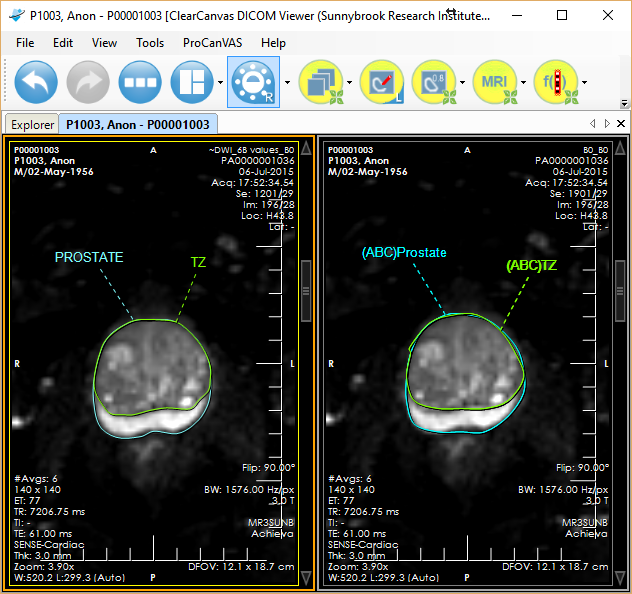 P1003, Anon - P00001003 [ClearCanvas DICOM Viewer (Sunnybrook Research Institute...
File Edit View Tools ProCanVAS Help
R
L
08
MRI
f(i)
Explorer
P1003, Anon - P00001003
P00001003
P1003, Anon
M/02-May-1956
A
~DWI_6B values_B0
PA0000001036
06-Jul-2015
Acq: 17:52:34.54
Se: 1201/29
Im: 196/28
Loc: H43.8
Lat: -
PROSTATE
TZ
R
L
Flip: 90.00°
#Avgs: 6
140 x 140
ET: 77
TR: 7206.75 ms
TI: -
TE: 61.00 ms
SENSE-Cardiac
Thk: 3.0 mm
Zoom: 3.90x
W:520.2 L:299.3 (Auto)
BW: 1576.00 Hz/px
3.0 T
MR3SUNB
Achieva
P
DFOV: 12.1 x 18.7 cm
P00001003
P1003, Anon
M/02-May-1956
A
B0_B0
PA0000001036
06-Jul-2015
Acq: 17:52:34.54
Se: 1901/29
Im: 196/28
Loc: H43.8
Lat: -
(ABC)Prostate
(ABC)TZ
R
L
Flip: 90.00°
#Avgs: 6
140 x 140
ET: 77
TR: 7206.75 ms
TI: -
TE: 61.00 ms
SENSE-Cardiac
Thk: 3.0 mm
Zoom: 3.90x
W:520.2 L:299.3 (Auto)
BW: 1576.00 Hz/px
3.0 T
MR3SUNB
Achieva
P
DFOV: 12.1 x 18.7 cm